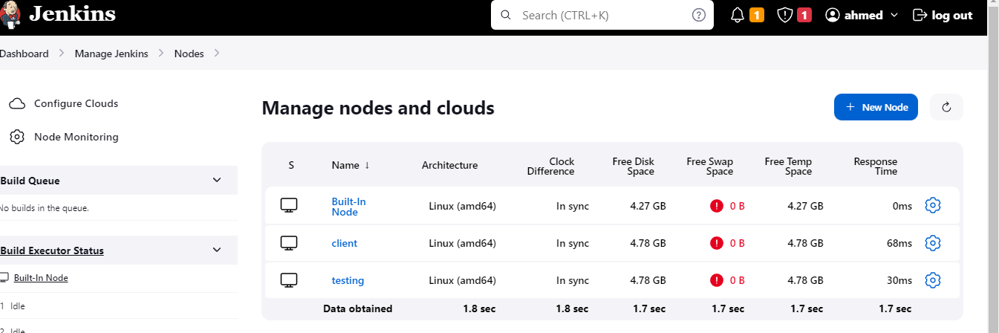 Jenkins
Search (CTRL+K)
1
1
ahmed
log out
Dashboard
Manage Jenkins
Nodes
Configure Clouds
Node Monitoring
Build Queue
No builds in the queue.
Build Executor Status
Built-In Node
1 Idle
2 Idle
Manage nodes and clouds
+ New Node
S Name ↓ Architecture Clock Difference Free Disk Space Free Swap Space Free Temp Space Response Time
Built-In Node Linux (amd64) In sync 4.27 GB 0 B 4.27 GB 0ms
client Linux (amd64) In sync 4.78 GB 0 B 4.78 GB 68ms
testing Linux (amd64) In sync 4.78 GB 0 B 4.78 GB 30ms
Data obtained 1.8 sec 1.8 sec 1.7 sec 1.7 sec 1.7 sec 1.7 sec